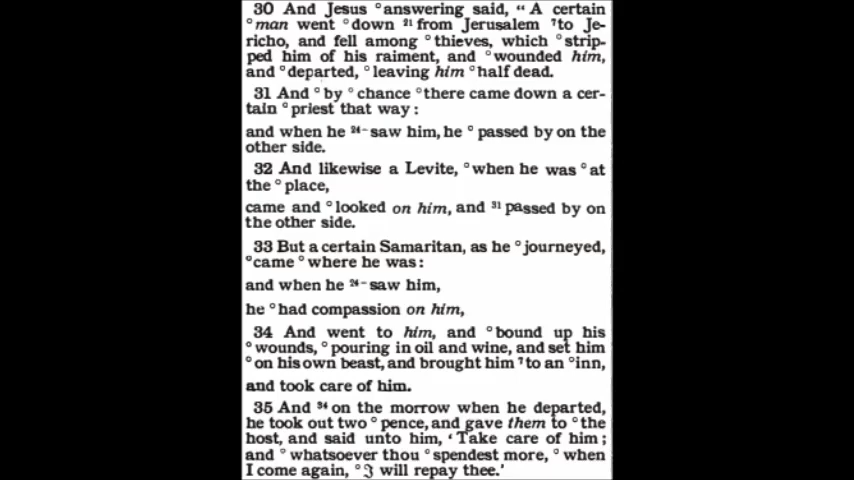 30 And Jesus °answering said, "A certain
°man went °down ²¹ from Jerusalem ⁷to Je-
richo, and fell among °thieves, which °strip-
ped him of his raiment, and °wounded him,
and °departed, °leaving him °half dead.
31 And °by °chance °there came down a cer-
tain °priest that way:
and when he ²⁴-saw him, he °passed by on the
other side.
32 And likewise a Levite, °when he was °at
the °place,
came and °looked on him, and ³¹ passed by on
the other side.
33 But a certain Samaritan, as he °journeyed,
°came °where he was:
and when he ²⁴-saw him,
he °had compassion on him,
34 And went to him, and °bound up his
°wounds, °pouring in oil and wine, and set him
°on his own beast, and brought him ⁷to an °inn,
and took care of him.
35 And ³⁴ on the morrow when he departed,
he took out two °pence, and gave them to °the
host, and said unto him, 'Take care of him;
and °whatsoever thou °spendest more, °when
I come again, °ℑ will repay thee.'